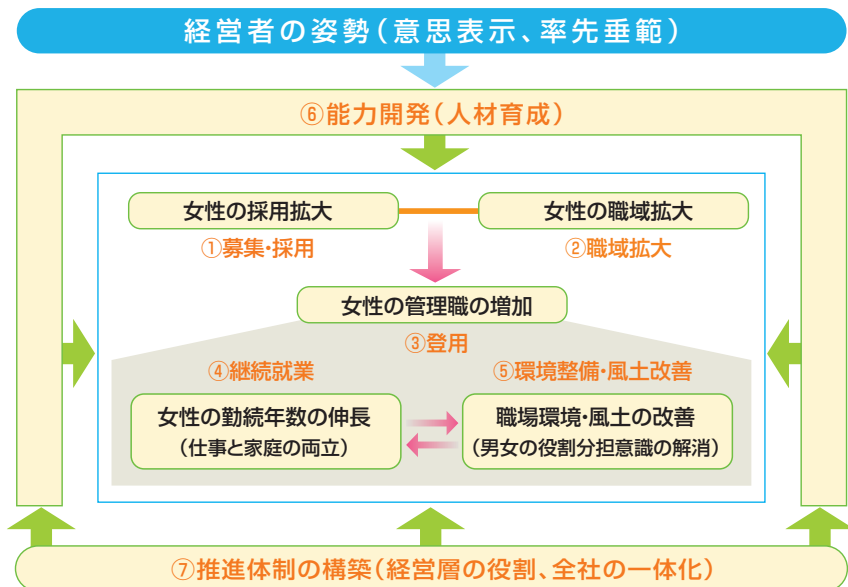 経営者の姿勢（意思表示、率先垂範）
⑥能力開発（人材育成）
女性の採用拡大
女性の職域拡大
①募集・採用
②職域拡大
女性の管理職の増加
③登用
④継続就業
⑤環境整備・風土改善
女性の勤続年数の伸長
（仕事と家庭の両立）
職場環境・風土の改善
（男女の役割分担意識の解消）
⑦推進体制の構築（経営層の役割、全社の一体化）